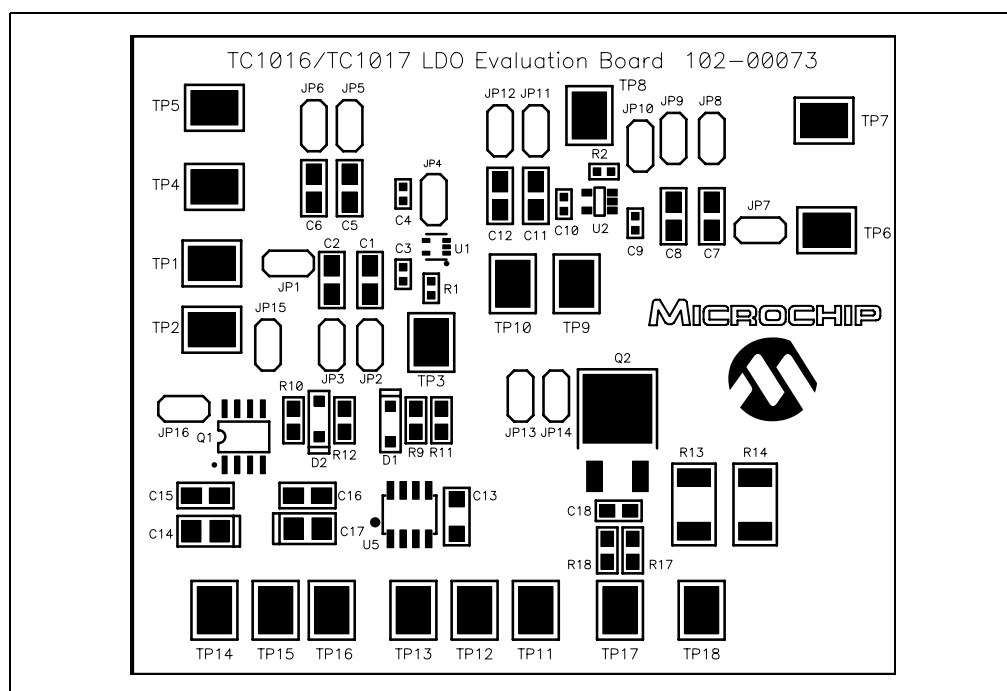 TC1016/TC1017 LDO Evaluation Board 102-00073
JP6 JP5
JP12 JP11
TP8
JP10 JP9 JP8
TP5
TP7
R2
JP4
TP4
C4
C6 C5
C12 C11 C10 U2
C9 C8 C7
JP7
TP6
C2 C1 C3 U1
TP1
JP1
R1
JP15
TP2
TP10 TP9
MICROCHIP
JP3 JP2 TP3
Q2
R10
JP16 Q1
D2 R12 D1 R9 R11
JP13 JP14
R13 R14
C15 C16 C13
C18
C14 C17 U5
R18 R17
TP14 TP15 TP16 TP13 TP12 TP11 TP17 TP18